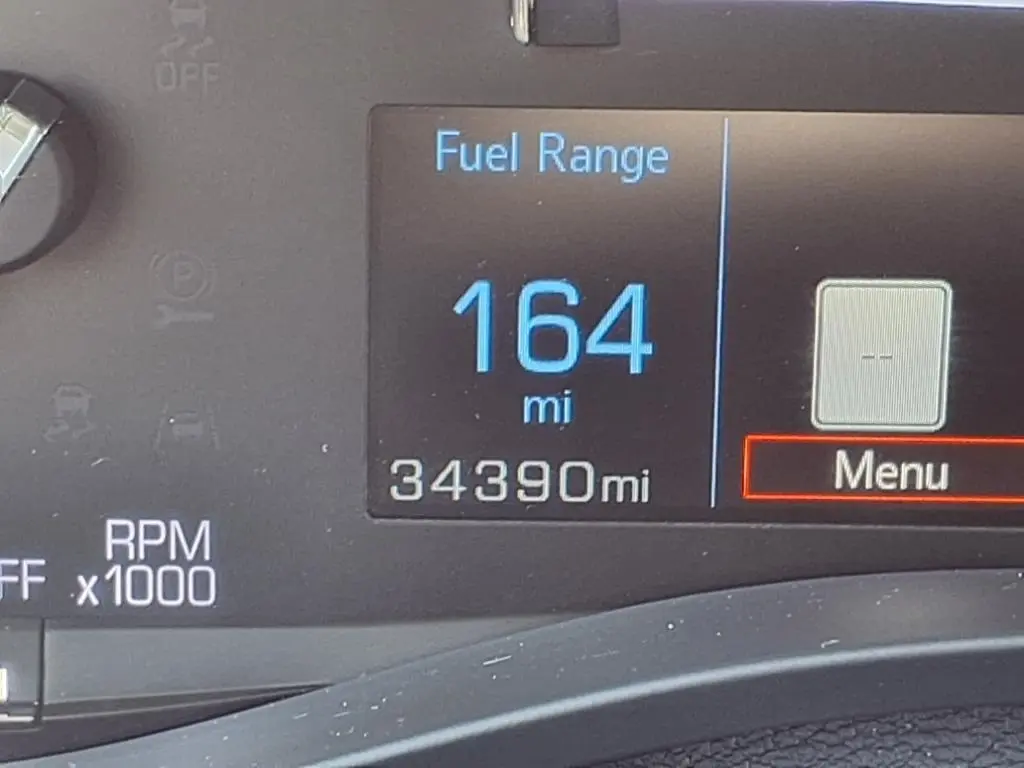 OFF
Fuel Range
164
mi
--
34390mi
Menu
RPM
x1000